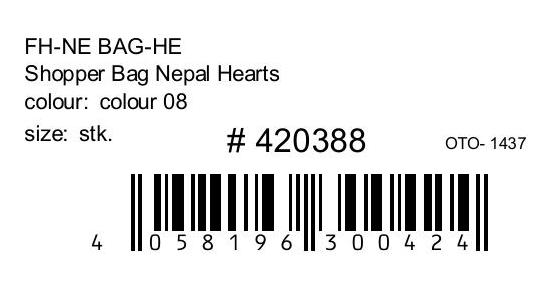 FH-NE BAG-HE
Shopper Bag Nepal Hearts
colour: colour 08
size: stk.
# 420388
OTO- 1437
4 058196 300424